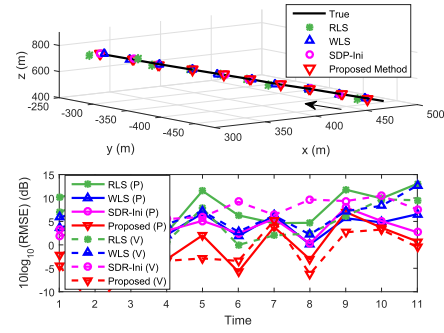 True
RLS
WLS
SDP-Ini
Proposed Method
z (m)
800
600
400
-250
-300
-350
-400
-450
y (m)
300
350
400
450
500
x (m)
10log10(RMSE) (dB)
15
10
5
0
-5
-10
RLS (P)
WLS (P)
SDR-Ini (P)
Proposed (P)
RLS (V)
WLS (V)
SDR-Ini (V)
Proposed (V)
1 2 3 4 5 6 7 8 9 10 11
Time